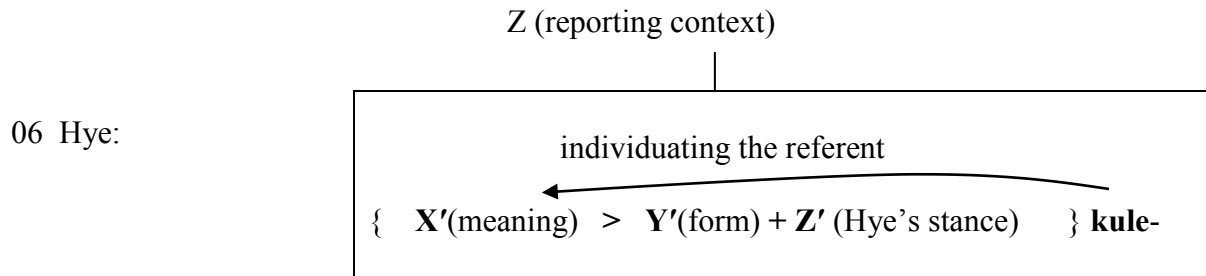 Z (reporting context)
06 Hye:
individuating the referent
{ X′(meaning) > Y′(form) + Z′ (Hye’s stance) } kule-